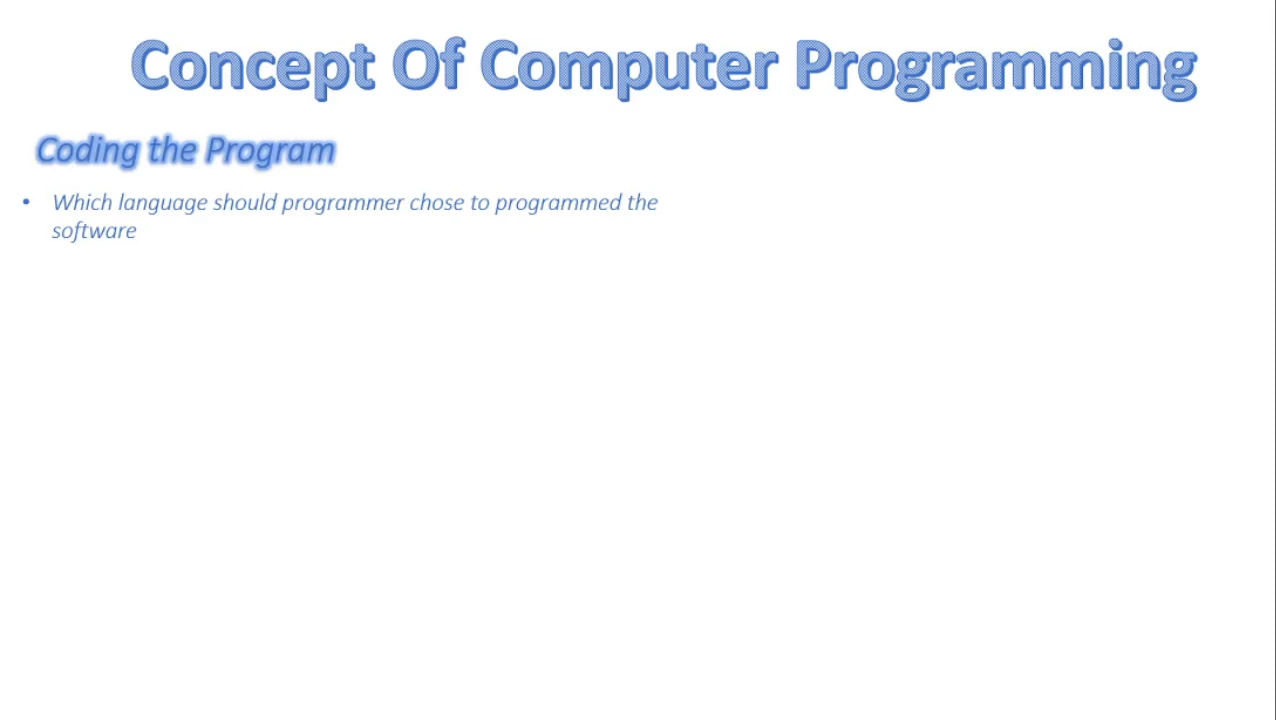 Concept Of Computer Programming
Coding the Program
• Which language should programmer chose to programmed the
software